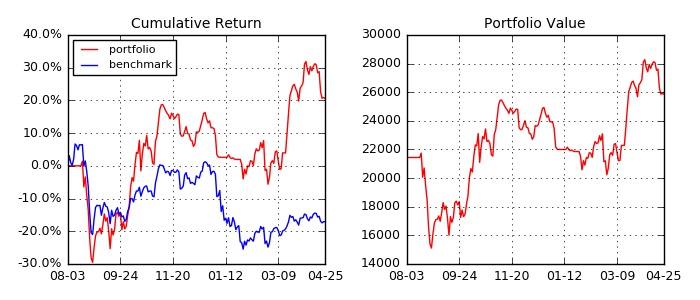 Cumulative Return
40.0%
30.0%
20.0%
10.0%
0.0%
-10.0%
-20.0%
-30.0%
portfolio
benchmark
08-03 09-24 11-20 01-12 03-09 04-25
Portfolio Value
30000
28000
26000
24000
22000
20000
18000
16000
14000
08-03 09-24 11-20 01-12 03-09 04-25